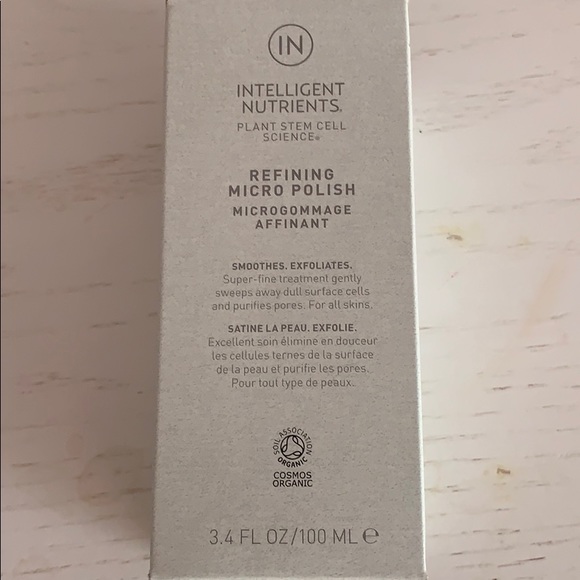 IN
INTELLIGENT
NUTRIENTS.
PLANT STEM CELL
SCIENCE®
REFINING
MICRO POLISH
MICROGOMMAGE
AFFINANT
SMOOTHES. EXFOLIATES.
Super-fine treatment gently
sweeps away dull surface cells
and purifies pores. For all skins.
SATINE LA PEAU. EXFOLIE.
Excellent soin élimine en douceur
les cellules ternes de la surface
de la peau et purifie les pores.
Pour tout type de peaux.
SOIL ASSOCIATION
ORGANIC
COSMOS
ORGANIC
3.4 FL OZ/100 ML ℮